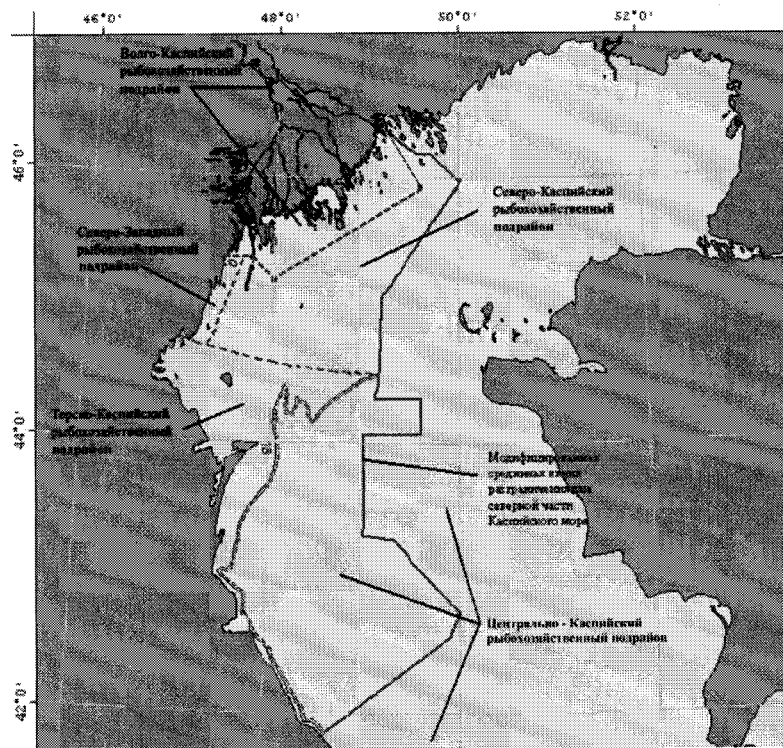 46°0' 48°0' 50°0' 52°0'
Волго-Каспийский
рыбохозяйственный
подрайон
46°0'
Северо-Каспийский
рыбохозяйственный
подрайон
Северо-Западный
рыбохозяйственный
подрайон
Терско-Каспийский
рыбохозяйственный
подрайон
44°0'
Модифицированная
срединная линия
разграничивающая
северной части
Каспийского моря
Центрально - Каспийский
рыбохозяйственный подрайон
42°0'